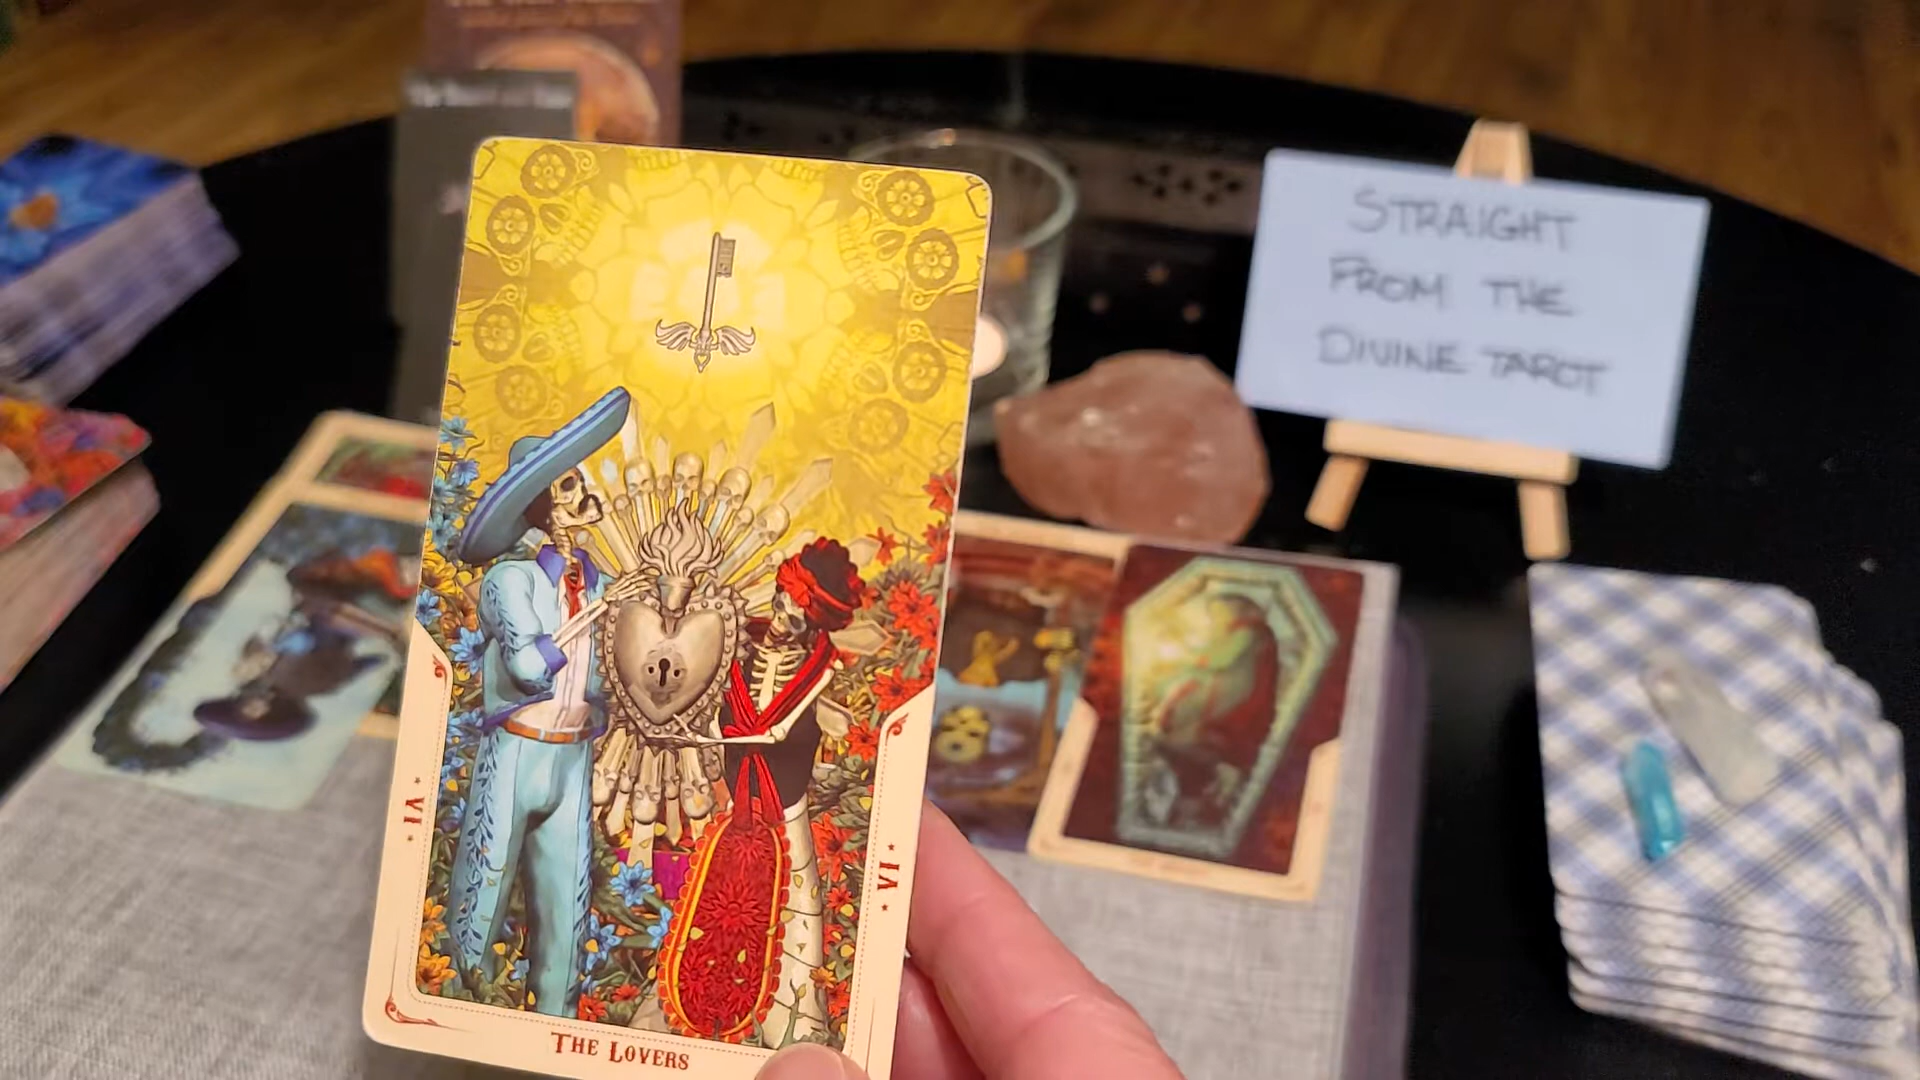 STRAIGHT
FROM THE
DIVINE TAROT
VI
VI
THE LOVERS